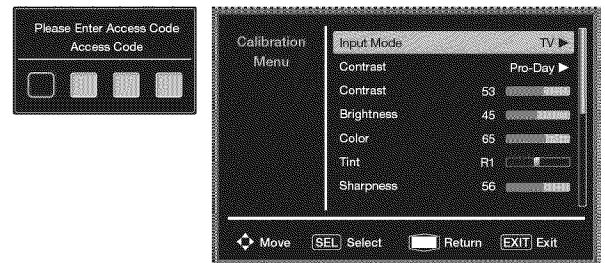 Please Enter Access Code
Access Code
Calibration
Menu
Input Mode TV ▶
Contrast Pro-Day ▶
Contrast 53
Brightness 45
Color 65
Tint R1
Sharpness 56
Move SEL Select Return EXIT Exit